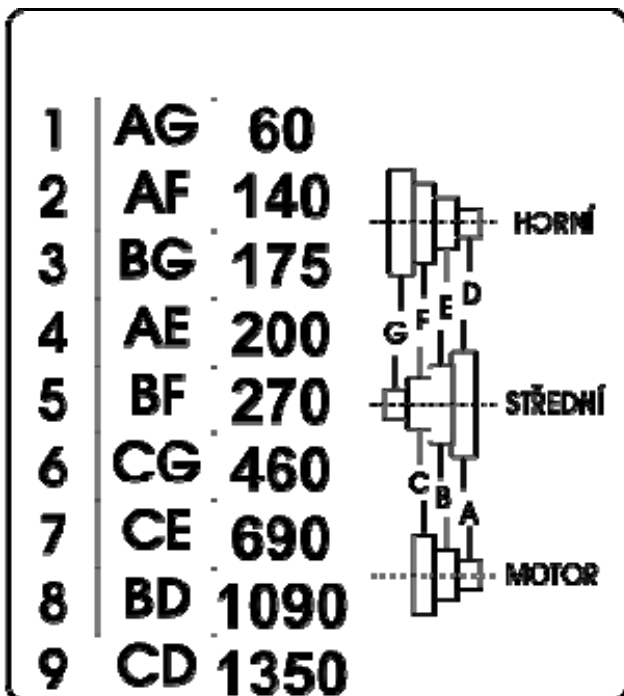 1 AG 60
2 AF 140
3 BG 175
4 AE 200
5 BF 270
6 CG 460
7 CE 690
8 BD 1090
9 CD 1350
HORNÍ
G F E D
STŘEDNÍ
C B A
MOTOR